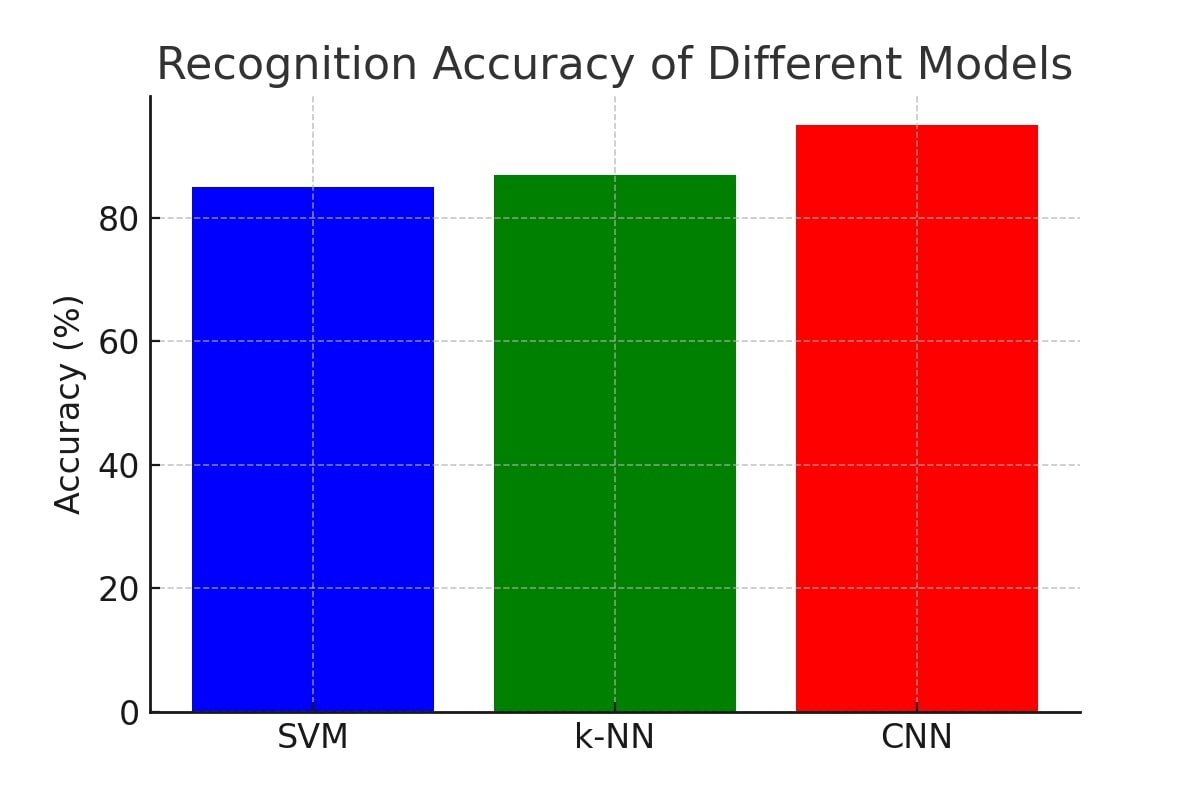 Recognition Accuracy of Different Models
Accuracy (%)
80
60
40
20
0
SVM
k-NN
CNN